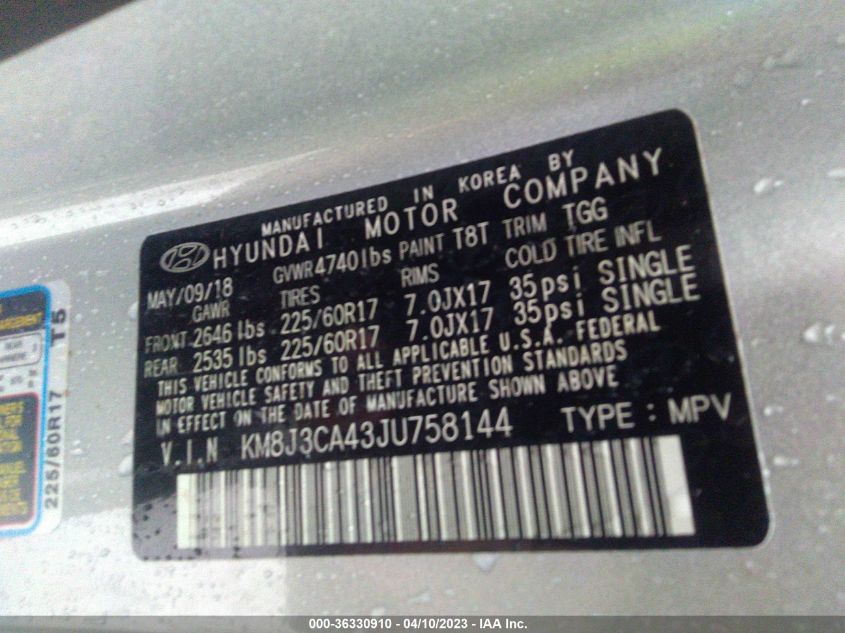 MANUFACTURED IN KOREA BY
HYUNDAI MOTOR COMPANY
MAY/09/18 GVWR 4740lbs PAINT T8T TRIM TGG
GAWR TIRES RIMS COLD TIRE INFL
FRONT 2646 lbs 225/60R17 7.0JX17 35psi SINGLE
REAR 2535 lbs 225/60R17 7.0JX17 35psi SINGLE
THIS VEHICLE CONFORMS TO ALL APPLICABLE U.S.A. FEDERAL
MOTOR VEHICLE SAFETY AND THEFT PREVENTION STANDARDS
IN EFFECT ON THE DATE OF MANUFACTURE SHOWN ABOVE
V.I.N KM8J3CA43JU758144 TYPE : MPV
225/60R17 T5
000-36330910 - 04/10/2023 - IAA Inc.